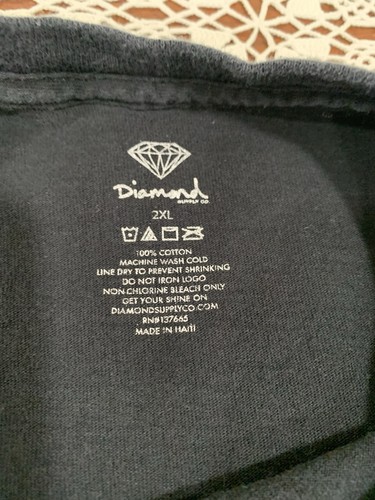 Diamond
SUPPLY CO.
2XL
100% COTTON
MACHINE WASH COLD
LINE DRY TO PREVENT SHRINKING
DO NOT IRON LOGO
NON-CHLORINE BLEACH ONLY
GET YOUR SHINE ON
DIAMONDSUPPLYCO.COM
RN#137665
MADE IN HAITI